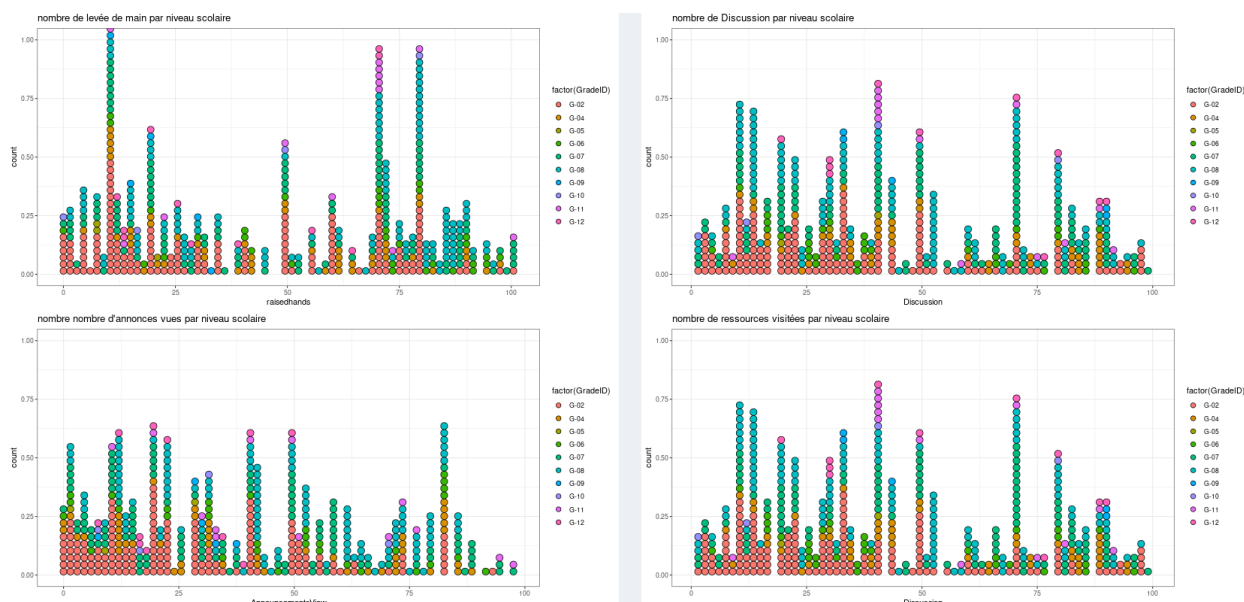 nombre de levée de main par niveau scolaire
1.00
0.75
0.50
0.25
0.00
count
0
25
50
75
100
raisedhands
factor(GradeID)
G-02
G-04
G-05
G-06
G-07
G-08
G-09
G-10
G-11
G-12
nombre de Discussion par niveau scolaire
1.00
0.75
0.50
0.25
0.00
count
0
25
50
75
100
Discussion
factor(GradeID)
G-02
G-04
G-05
G-06
G-07
G-08
G-09
G-10
G-11
G-12
nombre nombre d'annonces vues par niveau scolaire
1.00
0.75
0.50
0.25
0.00
count
0
25
50
75
100
AnnouncementsView
factor(GradeID)
G-02
G-04
G-05
G-06
G-07
G-08
G-09
G-10
G-11
G-12
nombre de ressources visitées par niveau scolaire
1.00
0.75
0.50
0.25
0.00
count
0
25
50
75
100
Discussion
factor(GradeID)
G-02
G-04
G-05
G-06
G-07
G-08
G-09
G-10
G-11
G-12